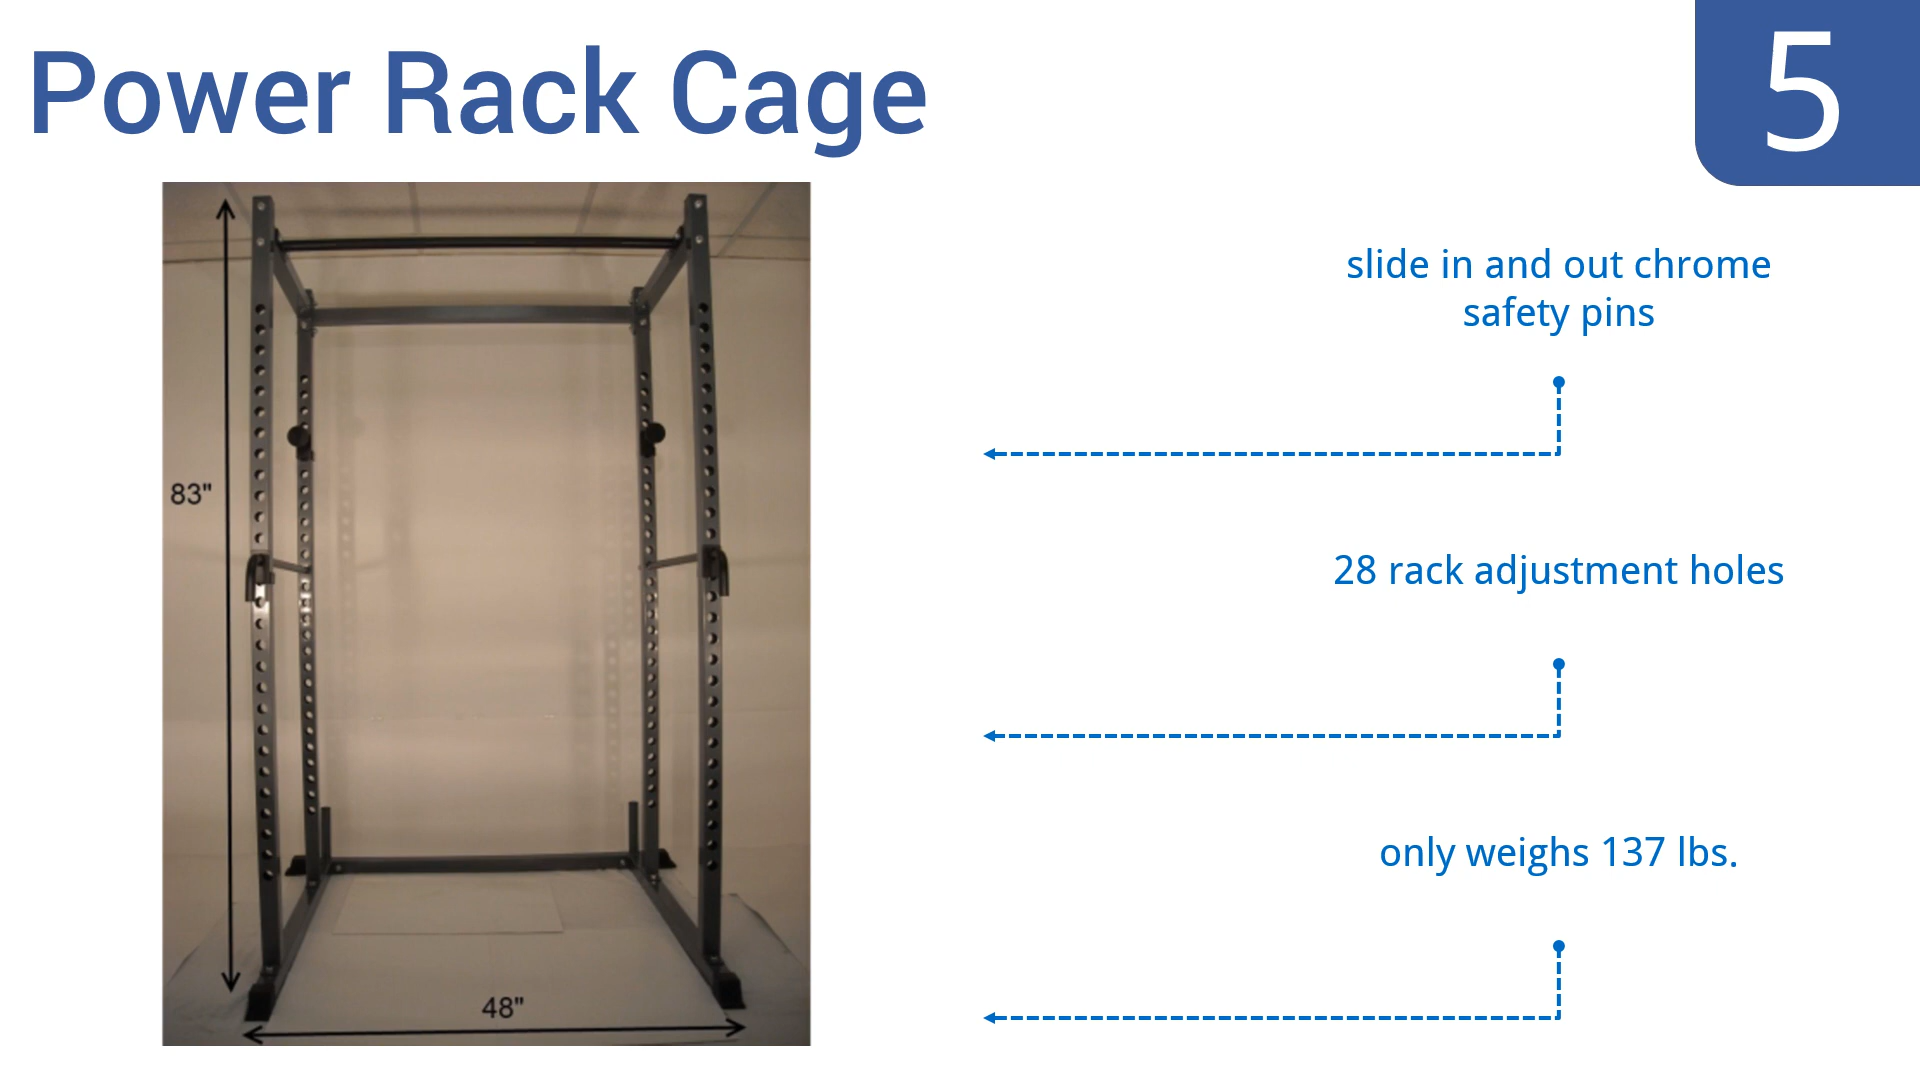 Power Rack Cage
5
slide in and out chrome
safety pins
83"
28 rack adjustment holes
only weighs 137 lbs.
48"